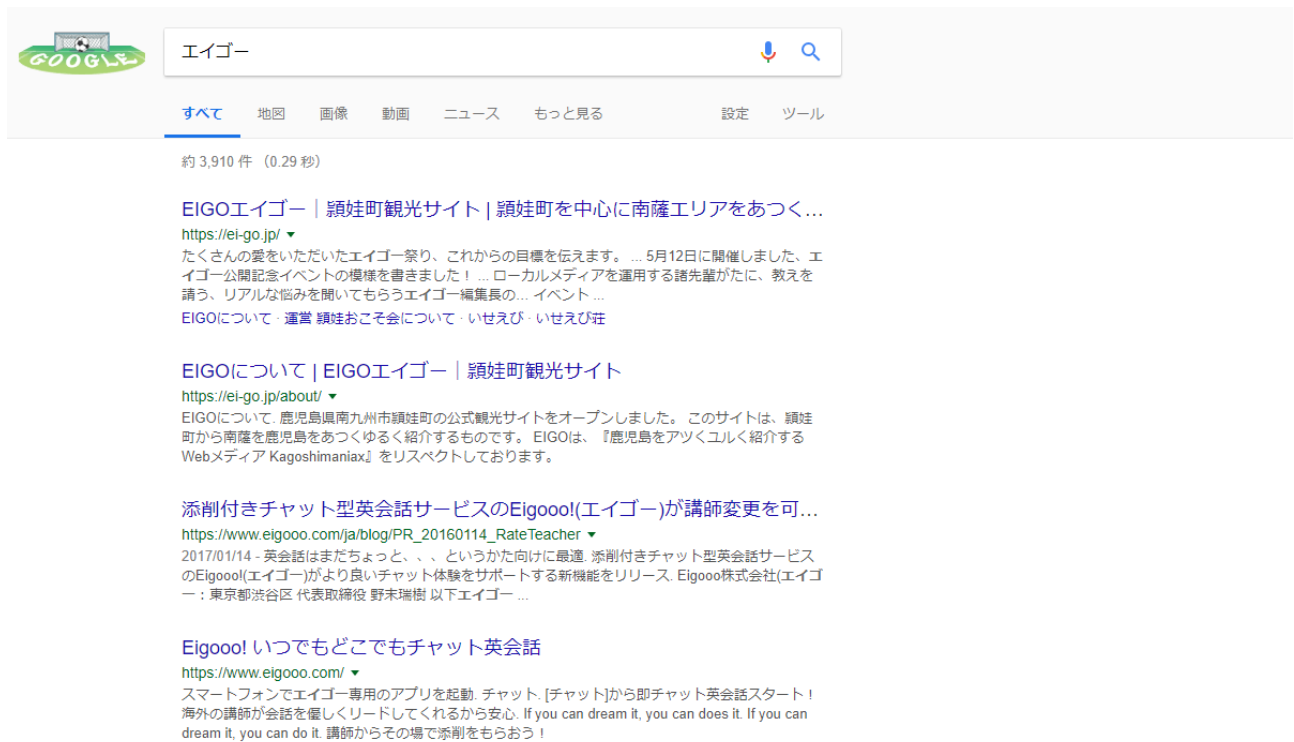 GOOGLE
エイゴー
すべて 地図 画像 動画 ニュース もっと見る 設定 ツール
約 3,910 件 （0.29 秒）
EIGOエイゴー｜頴娃町観光サイト | 頴娃町を中心に南薩エリアをあつく...
https://ei-go.jp/
たくさんの愛をいただいたエイゴー祭り、これからの目標を伝えます。 ... 5月12日に開催しました、エ
イゴー公開記念イベントの模様を書きました！ ... ローカルメディアを運用する諸先輩がたに、教えを
請う、リアルな悩みを聞いてもらうエイゴー編集長の... イベント ...
EIGOについて · 運営 頴娃おこそ会について · いせえび · いせえび荘
EIGOについて | EIGOエイゴー｜頴娃町観光サイト
https://ei-go.jp/about/
EIGOについて. 鹿児島県南九州市頴娃町の公式観光サイトをオープンしました。 このサイトは、頴娃
町から南薩を鹿児島をあつくゆるく紹介するものです。 EIGOは、『鹿児島をアツくユルく紹介する
Webメディア Kagoshimaniax』をリスペクトしております。
添削付きチャット型英会話サービスのEigooo!(エイゴー)が講師変更を可...
https://www.eigooo.com/ja/blog/PR_20160114_RateTeacher
2017/01/14 - 英会話はまだちょっと、、、というかた向けに最適. 添削付きチャット型英会話サービス
のEigooo!(エイゴー)がより良いチャット体験をサポートする新機能をリリース. Eigooo株式会社(エイゴ
ー：東京都渋谷区 代表取締役 野末瑞樹 以下エイゴー ...
Eigooo! いつでもどこでもチャット英会話
https://www.eigooo.com/
スマートフォンでエイゴー専用のアプリを起動. チャット. [チャット]から即チャット英会話スタート！
海外の講師が会話を優しくリードしてくれるから安心. If you can dream it, you can does it. If you can
dream it, you can do it. 講師からその場で添削をもらおう！